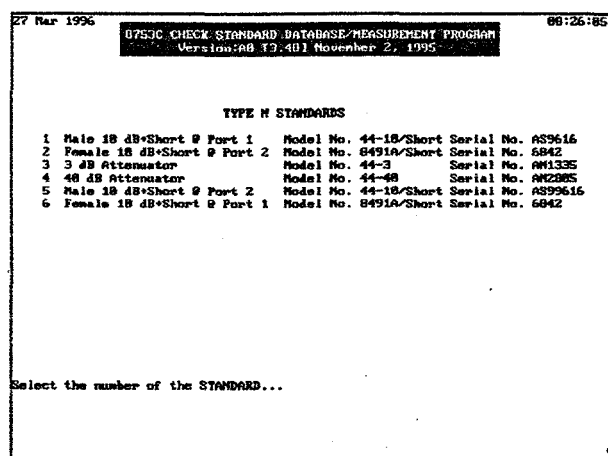 27 Mar 1996 08:26:05
8753C CHECK STANDARD DATABASE/MEASUREMENT PROGRAM
Version:A0 T3.401 November 2, 1995
TYPE N STANDARDS
1 Male 10 dB+Short @ Port 1 Model No. 44-10/Short Serial No. AS9616
2 Female 10 dB+Short @ Port 2 Model No. 8491A/Short Serial No. 6842
3 3 dB Attenuator Model No. 44-3 Serial No. AM1335
4 40 dB Attenuator Model No. 44-40 Serial No. AM2805
5 Male 10 dB+Short @ Port 2 Model No. 44-10/Short Serial No. AS99616
6 Female 10 dB+Short @ Port 1 Model No. 8491A/Short Serial No. 6842
Select the number of the STANDARD...